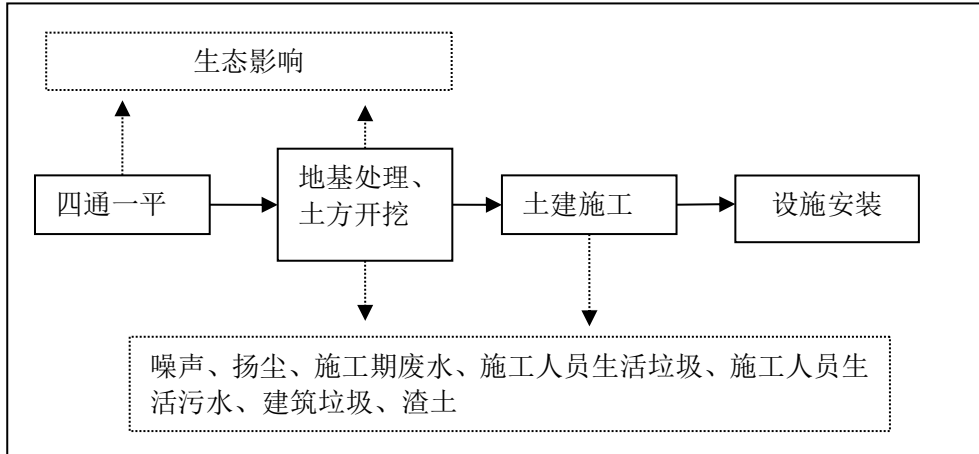 生态影响
四通一平
地基处理、
土方开挖
土建施工
设施安装
噪声、扬尘、施工期废水、施工人员生活垃圾、施工人员生
活污水、建筑垃圾、渣土